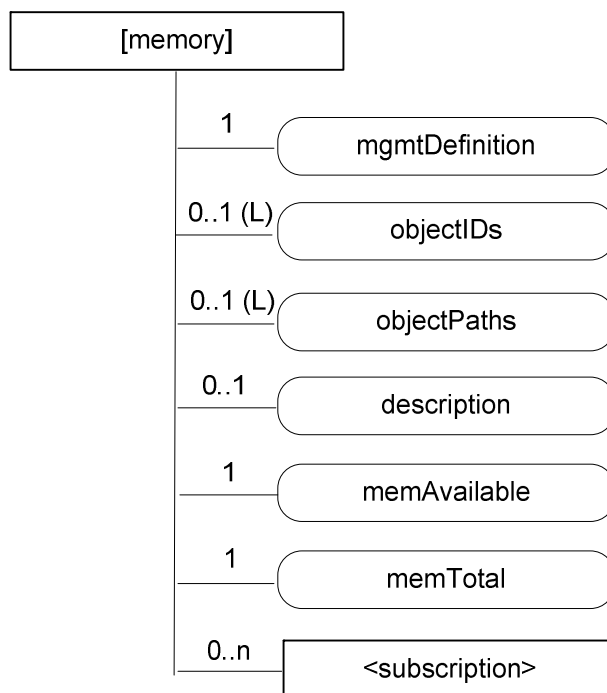 [memory]
1
mgmtDefinition
0..1 (L)
objectIDs
0..1 (L)
objectPaths
0..1
description
1
memAvailable
1
memTotal
0..n
<subscription>